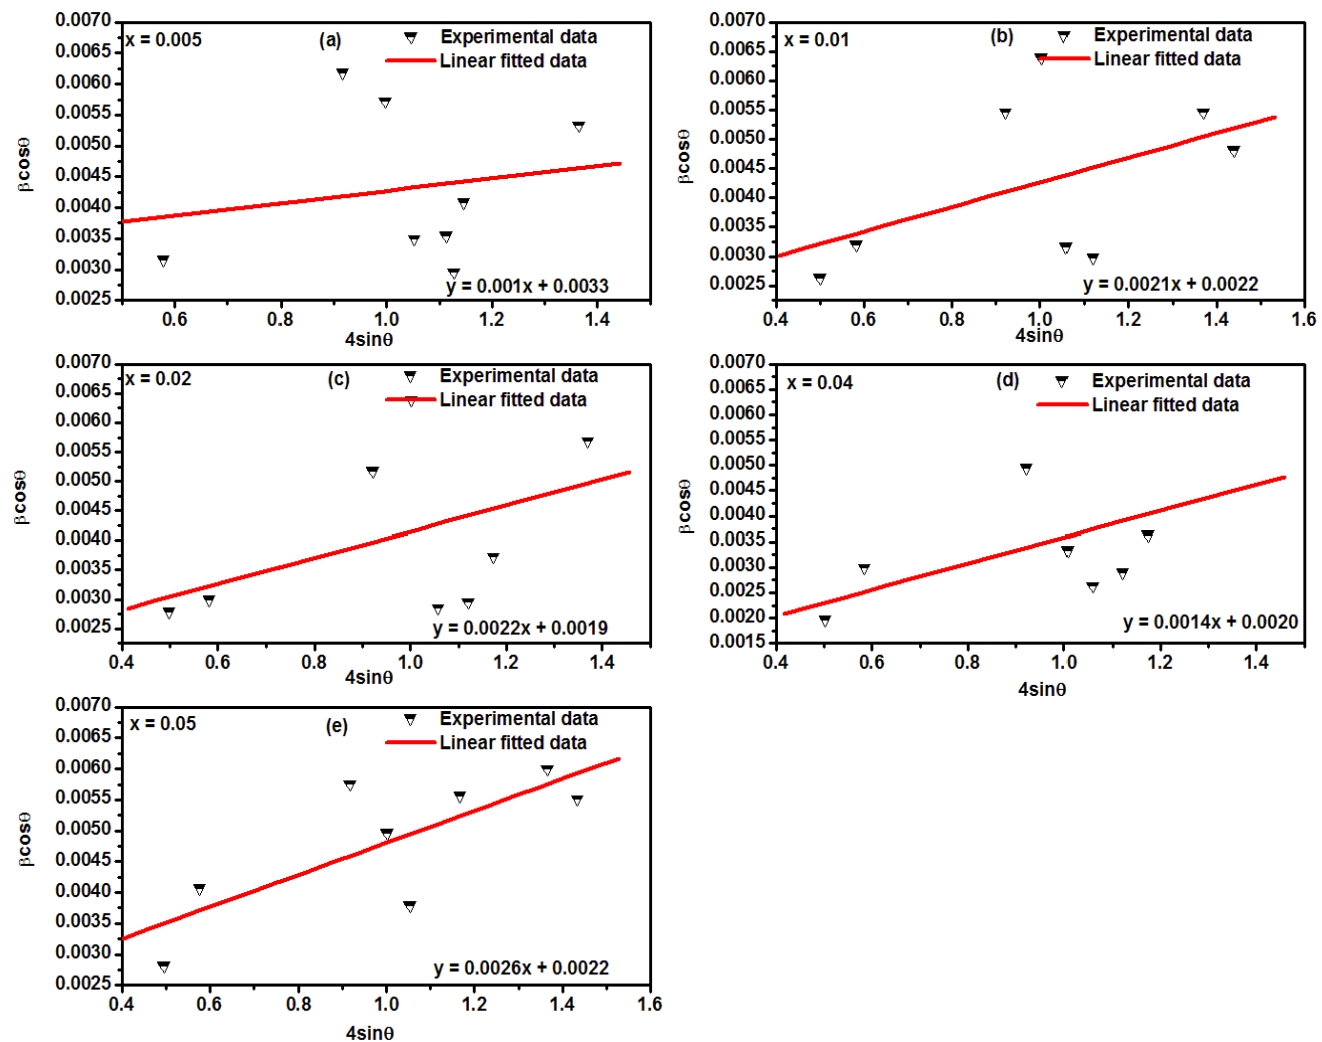 x = 0.005
(a)
Experimental data
Linear fitted data
0.0070
0.0065
0.0060
0.0055
0.0050
0.0045
0.0040
0.0035
0.0030
0.0025
βcosθ
y = 0.001x + 0.0033
0.6 0.8 1.0 1.2 1.4
4sinθ
x = 0.01
(b)
Experimental data
Linear fitted data
0.0070
0.0065
0.0060
0.0055
0.0050
0.0045
0.0040
0.0035
0.0030
0.0025
βcosθ
y = 0.0021x + 0.0022
0.4 0.6 0.8 1.0 1.2 1.4 1.6
4sinθ
x = 0.02
(c)
Experimental data
Linear fitted data
0.0070
0.0065
0.0060
0.0055
0.0050
0.0045
0.0040
0.0035
0.0030
0.0025
βcosθ
y = 0.0022x + 0.0019
0.4 0.6 0.8 1.0 1.2 1.4
4sinθ
x = 0.04
(d)
Experimental data
Linear fitted data
0.0070
0.0065
0.0060
0.0055
0.0050
0.0045
0.0040
0.0035
0.0030
0.0025
0.0020
0.0015
βcosθ
y = 0.0014x + 0.0020
0.4 0.6 0.8 1.0 1.2 1.4
4sinθ
x = 0.05
(e)
Experimental data
Linear fitted data
0.0070
0.0065
0.0060
0.0055
0.0050
0.0045
0.0040
0.0035
0.0030
0.0025
βcosθ
y = 0.0026x + 0.0022
0.4 0.6 0.8 1.0 1.2 1.4 1.6
4sinθ